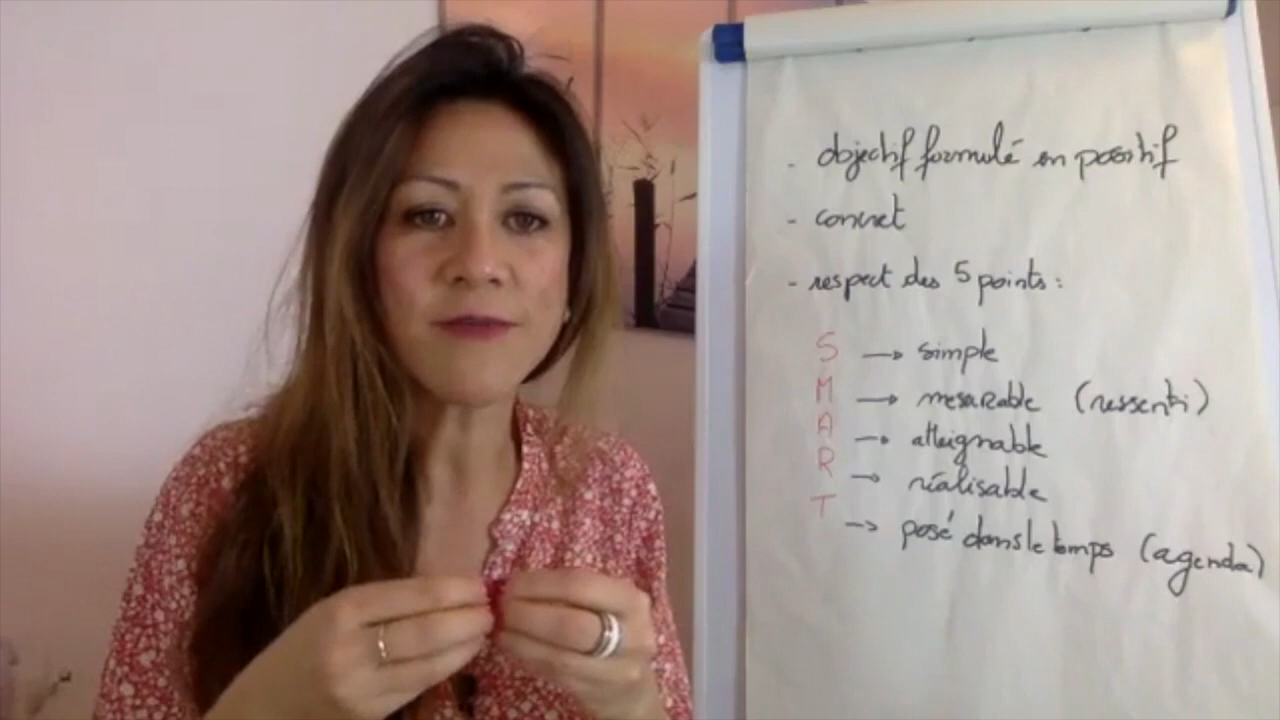 - objectif formulé en positif
- concret
- respect des 5 points :
S → simple
M → mesurable (ressenti)
A → atteignable
R → réalisable
T → posé dans le temps (agenda)